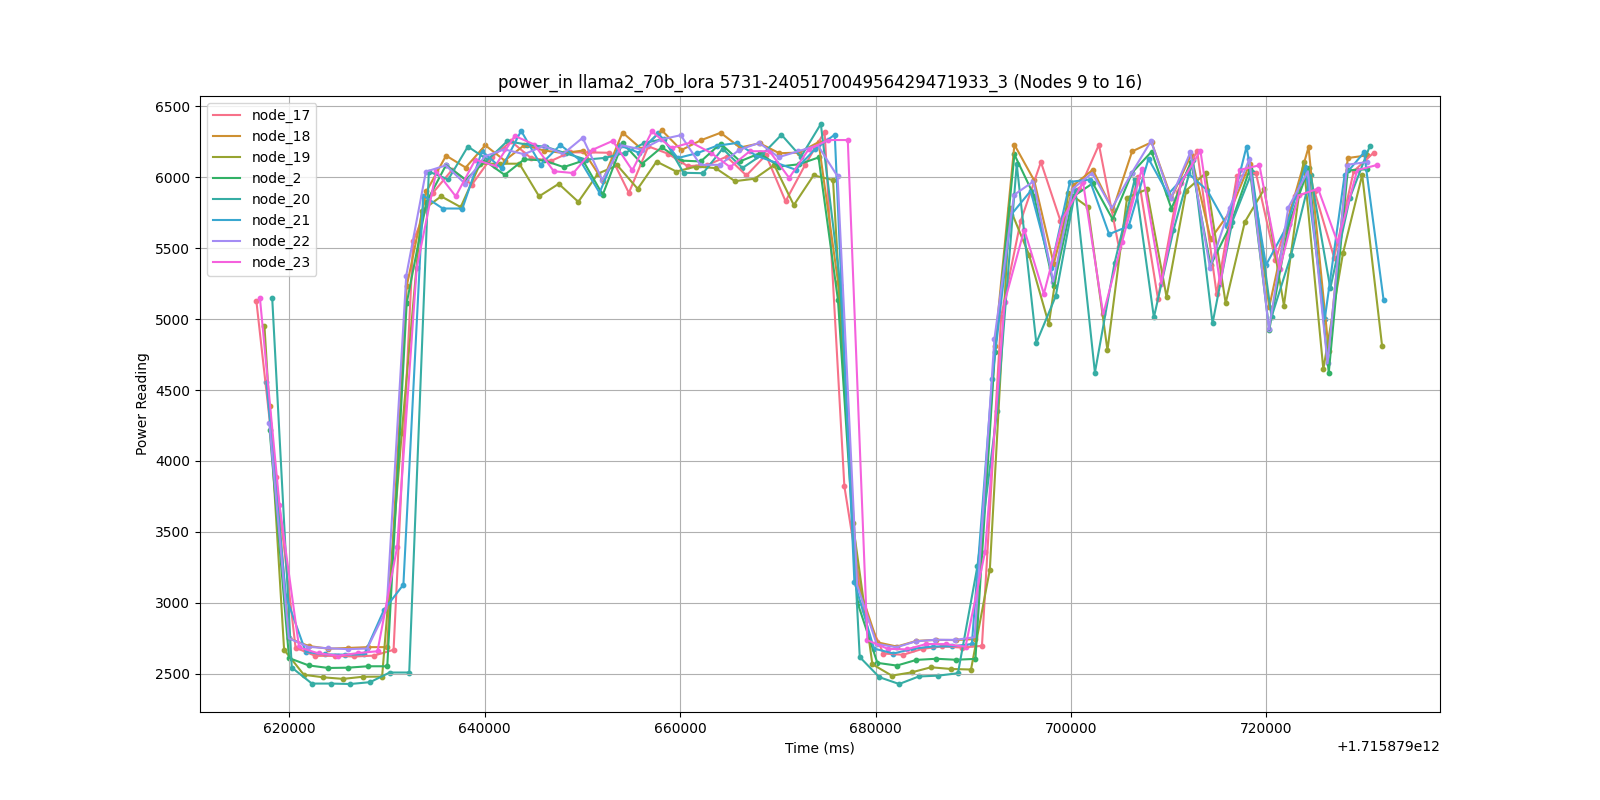 power_in llama2_70b_lora 5731-240517004956429471933_3 (Nodes 9 to 16)
6500
6000
5500
5000
4500
4000
3500
3000
2500
Power Reading
node_17
node_18
node_19
node_2
node_20
node_21
node_22
node_23
620000 640000 660000 680000 700000 720000
Time (ms)
+1.715879e12